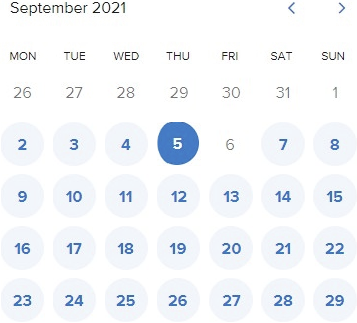 September 2021
MON TUE WED THU FRI SAT SUN
26 27 28 29 30 31 1
2 3 4 5 6 7 8
9 10 11 12 13 14 15
16 17 18 19 20 21 22
23 24 25 26 27 28 29